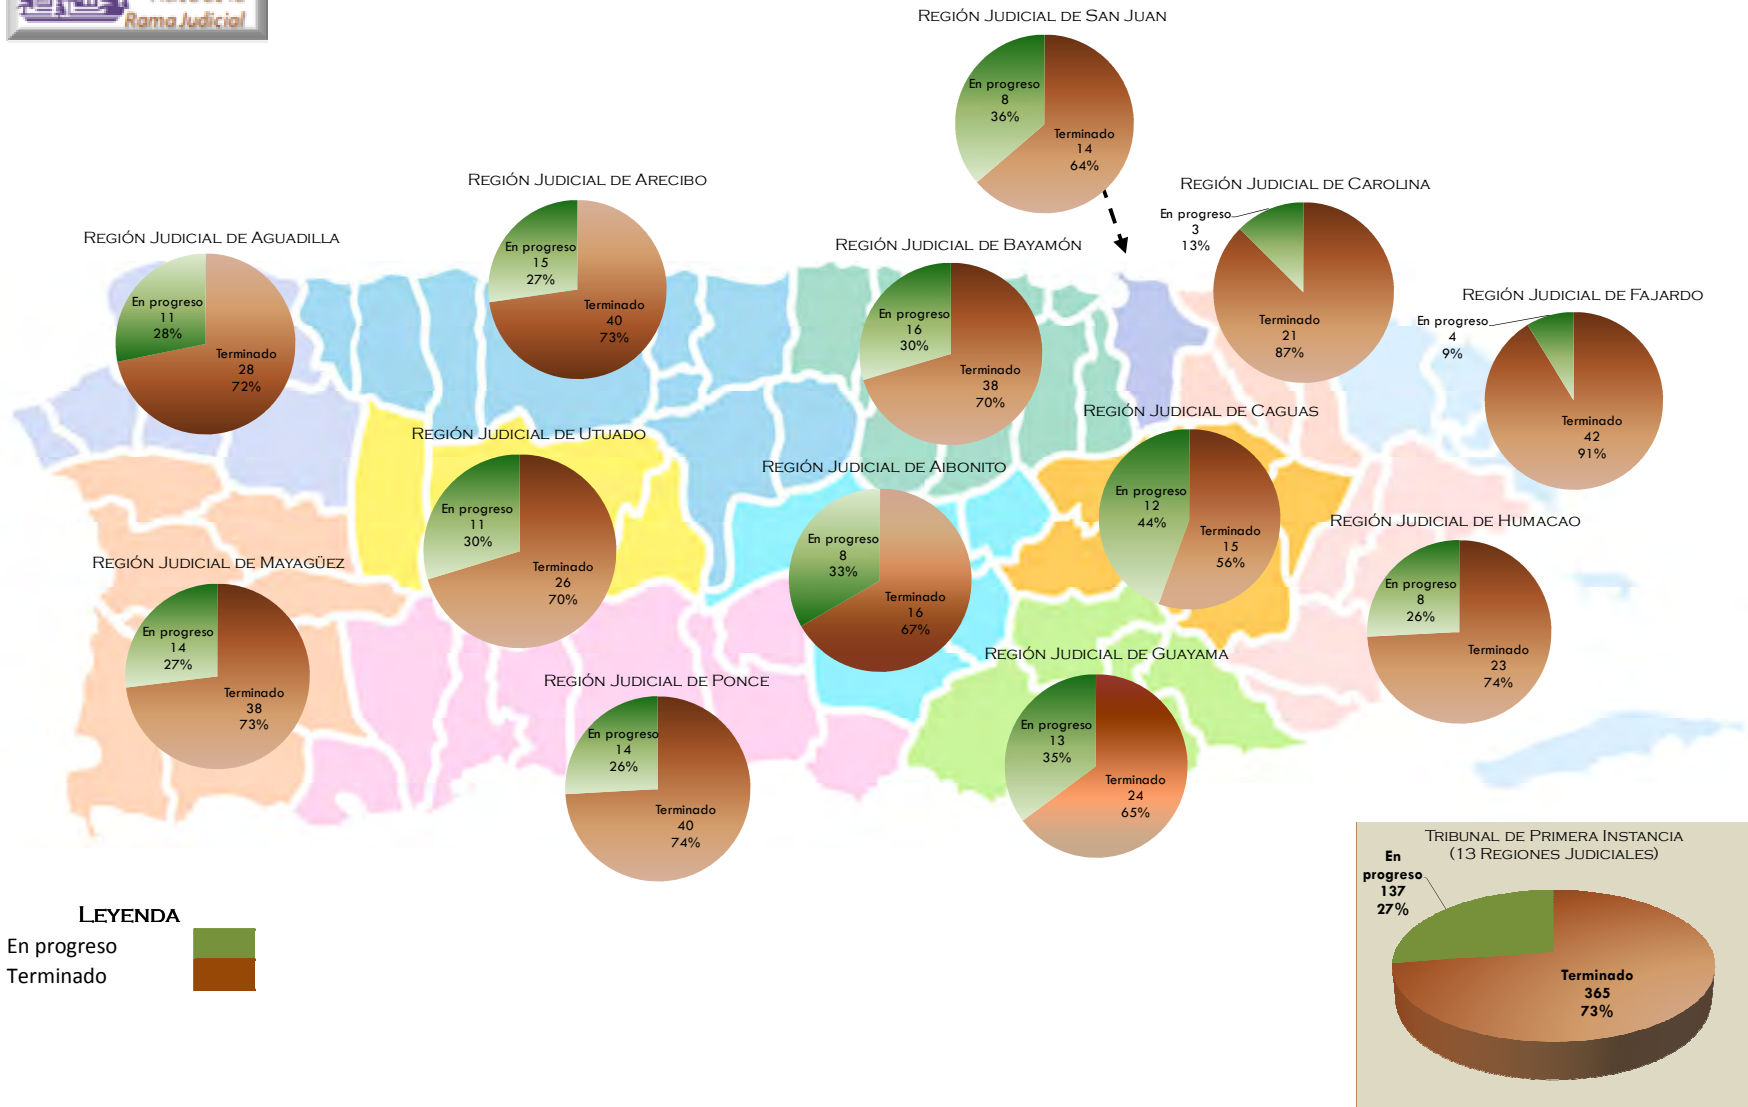 Rama Judicial
REGIÓN JUDICIAL DE SAN JUAN
En progreso
8
36%
Terminado
14
64%
REGIÓN JUDICIAL DE ARECIBO
En progreso
15
27%
Terminado
40
73%
REGIÓN JUDICIAL DE CAROLINA
En progreso
3
13%
Terminado
21
87%
REGIÓN JUDICIAL DE AGUADILLA
En progreso
11
28%
Terminado
28
72%
REGIÓN JUDICIAL DE BAYAMÓN
En progreso
16
30%
Terminado
38
70%
REGIÓN JUDICIAL DE FAJARDO
En progreso
4
9%
Terminado
42
91%
REGIÓN JUDICIAL DE UTUADO
En progreso
11
30%
Terminado
26
70%
REGIÓN JUDICIAL DE AIBONITO
En progreso
8
33%
Terminado
16
67%
REGIÓN JUDICIAL DE CAGUAS
En progreso
12
44%
Terminado
15
56%
REGIÓN JUDICIAL DE HUMACAO
En progreso
8
26%
Terminado
23
74%
REGIÓN JUDICIAL DE MAYAGÜEZ
En progreso
14
27%
Terminado
38
73%
REGIÓN JUDICIAL DE PONCE
En progreso
14
26%
Terminado
40
74%
REGIÓN JUDICIAL DE GUAYAMA
En progreso
13
35%
Terminado
24
65%
TRIBUNAL DE PRIMERA INSTANCIA
(13 REGIONES JUDICIALES)
En
progreso
137
27%
Terminado
365
73%
LEYENDA
En progreso
Terminado